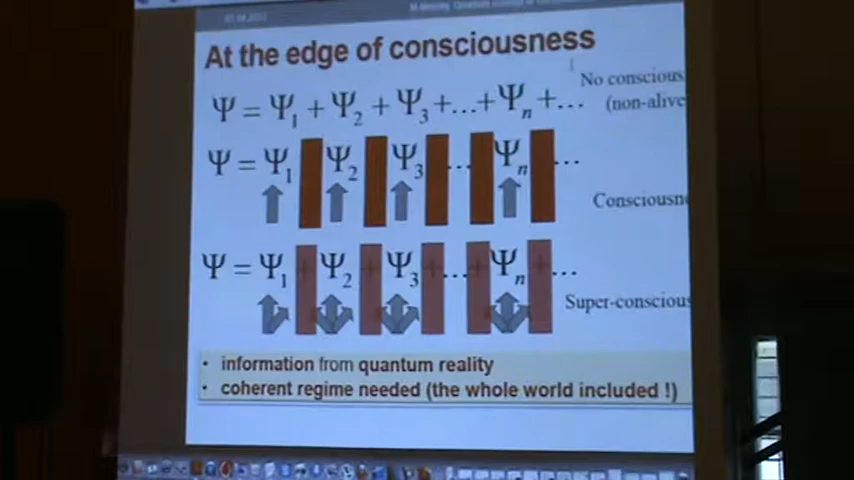 At the edge of consciousness
No conscious
Ψ = Ψ1 + Ψ2 + Ψ3 +...+ Ψn +...
(non-alive
Ψ = Ψ1 Ψ2 Ψ3 ... Ψn ...
Consciousn
Ψ = Ψ1 + Ψ2 + Ψ3 +...+ Ψn + ...
Super-conscious
• information from quantum reality
• coherent regime needed (the whole world included !)